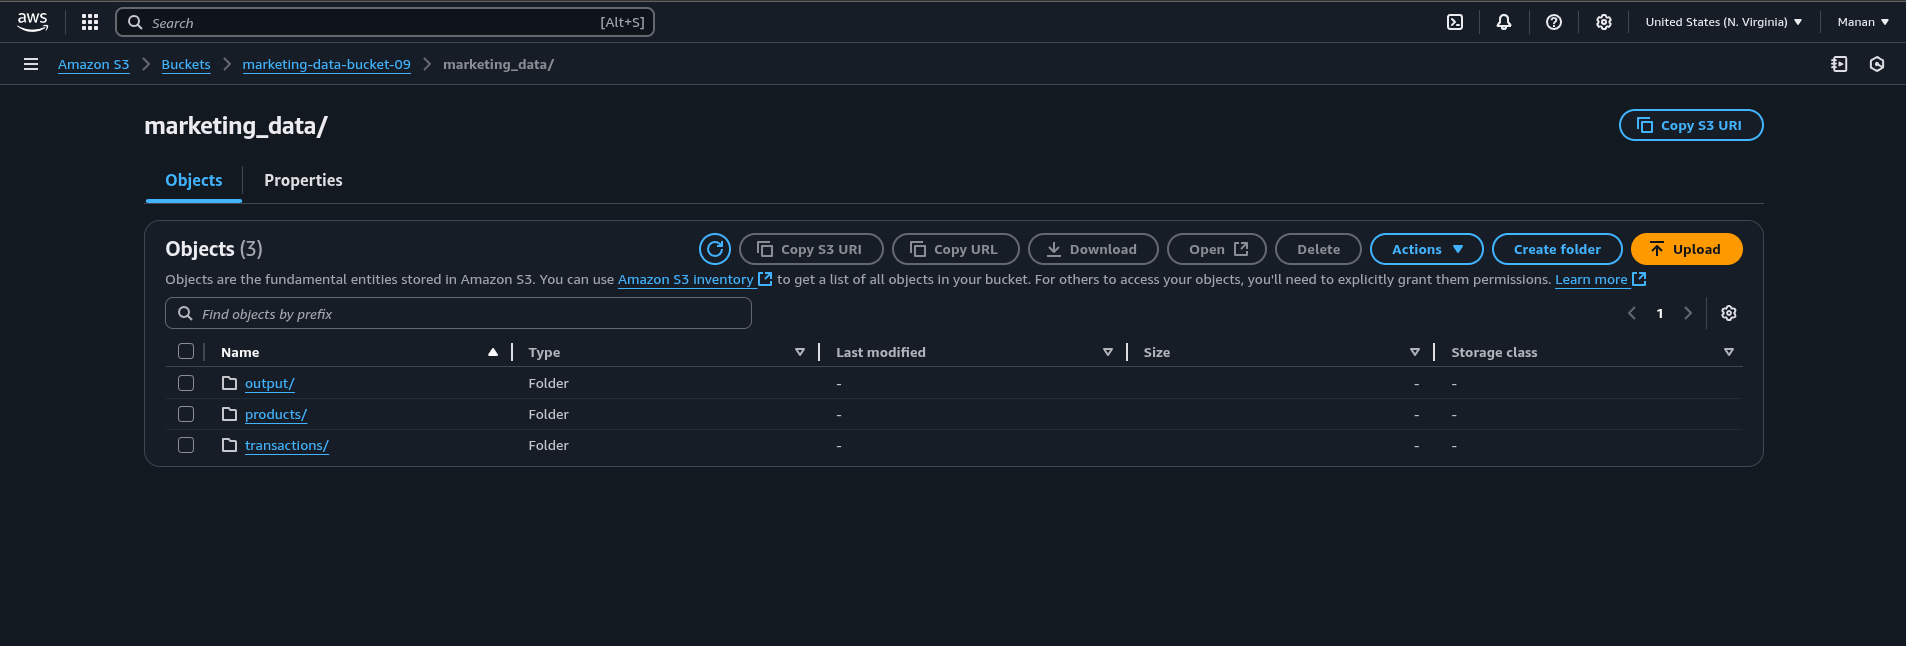 aws Search [Alt+S] United States (N. Virginia) Manan
Amazon S3 Buckets marketing-data-bucket-09 marketing_data/
marketing_data/ Copy S3 URI
Objects Properties
Objects (3) Copy S3 URI Copy URL Download Open Delete Actions Create folder Upload
Objects are the fundamental entities stored in Amazon S3. You can use Amazon S3 inventory to get a list of all objects in your bucket. For others to access your objects, you'll need to explicitly grant them permissions. Learn more
Find objects by prefix 1
Name Type Last modified Size Storage class
output/ Folder - - -
products/ Folder - - -
transactions/ Folder - - -